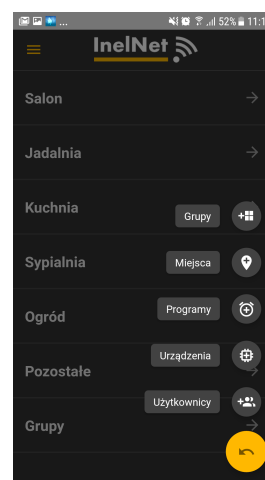 ... 52% 11:1
InelNet
Salon
Jadalnia
Kuchnia
Grupy
Sypialnia
Miejsca
Programy
Ogród
Urządzenia
Pozostałe
Użytkownicy
Grupy